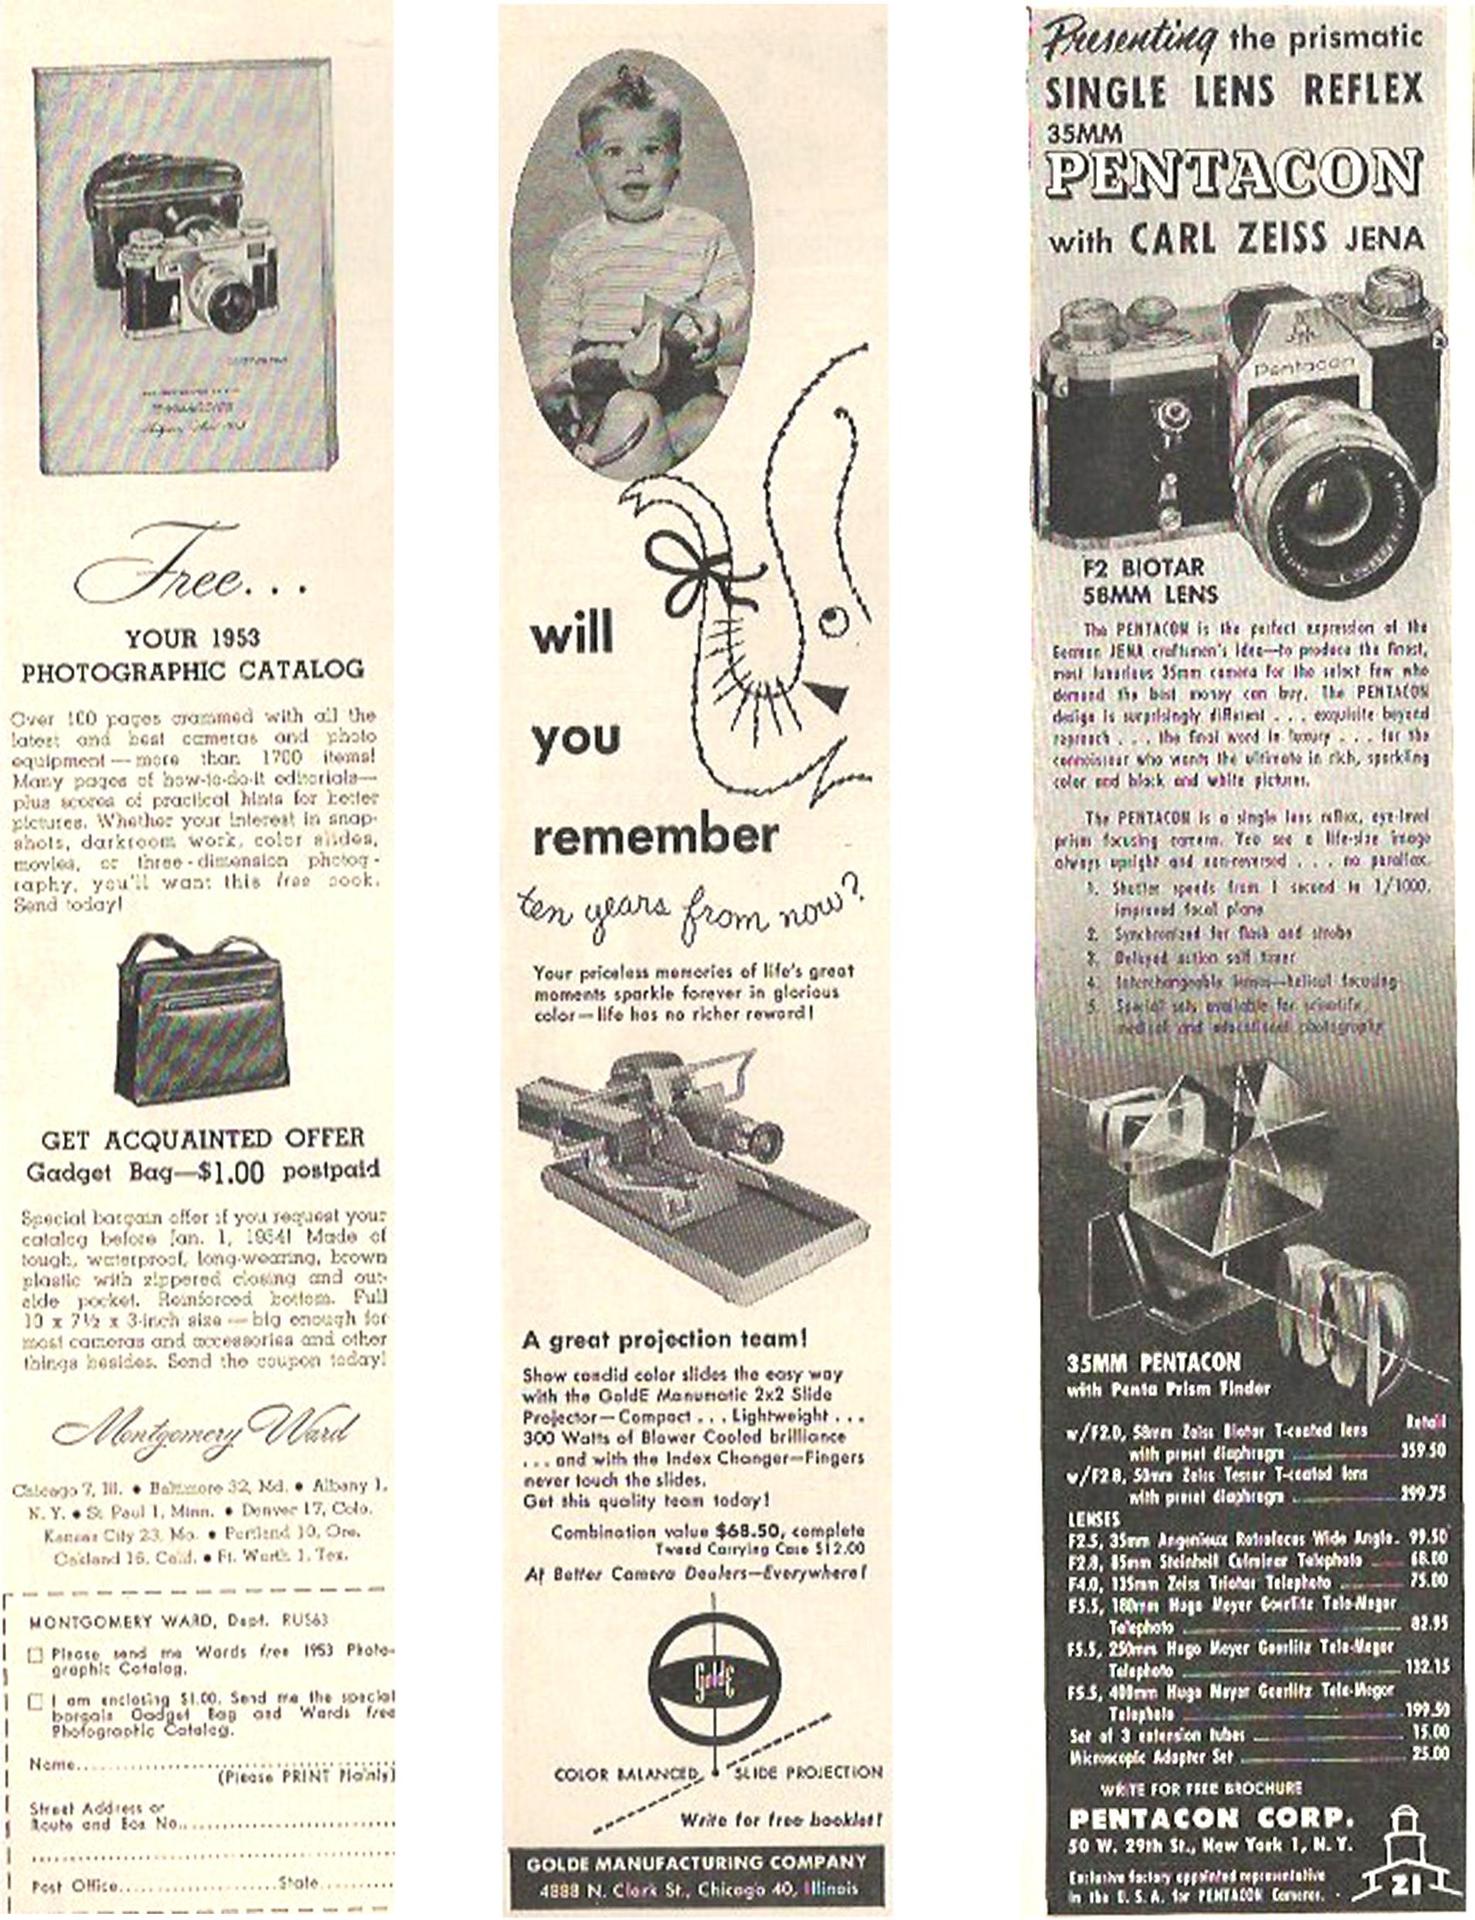 Free...
YOUR 1953
PHOTOGRAPHIC CATALOG
Over 100 pages crammed with all the
latest and best cameras and photo
equipment — more than 1700 items!
Many pages of how-to-do-it editorials—
plus scores of practical hints for better
pictures. Whether your interest in snap-
shots, darkroom work, color slides,
movies, or three-dimension photog-
raphy, you'll want this free book.
Send today!
GET ACQUAINTED OFFER
Gadget Bag—$1.00 postpaid
Special bargain offer if you request your
catalog before Jan. 1, 1954! Made of
tough, waterproof, long-wearing, brown
plastic with zippered closing and out-
side pocket. Reinforced bottom. Full
10 x 7½ x 3-inch size — big enough for
most cameras and accessories and other
things besides. Send the coupon today!
Montgomery Ward
Chicago 7, Ill. • Baltimore 32, Md. • Albany 1,
N. Y. • St. Paul 1, Minn. • Denver 17, Colo.
Kansas City 23, Mo. • Portland 10, Ore.
Oakland 16, Calif. • Ft. Worth 1, Tex.
MONTGOMERY WARD, Dept. RUS63
Please send me Wards free 1953 Photo-
graphic Catalog.
I am enclosing $1.00. Send me the special
bargain Gadget Bag and Wards free
Photographic Catalog.
Name
(Please PRINT Plainly)
Street Address or
Route and Box No.
Post Office State
will
you
remember
ten years from now?
Your priceless memories of life's great
moments sparkle forever in glorious
color—life has no richer reward!
A great projection team!
Show candid color slides the easy way
with the GoldE Manumatic 2x2 Slide
Projector—Compact . . . Lightweight . . .
300 Watts of Blower Cooled brilliance
. . . and with the Index Changer—Fingers
never touch the slides.
Get this quality team today!
Combination value $68.50, complete
Tweed Carrying Case $12.00
At Better Camera Dealers—Everywhere!
GoldE
COLOR BALANCED SLIDE PROJECTION
Write for free booklet!
GOLDE MANUFACTURING COMPANY
4888 N. Clark St., Chicago 40, Illinois
Presenting the prismatic
SINGLE LENS REFLEX
35MM
PENTACON
with CARL ZEISS JENA
Pentacon
F2 BIOTAR
58MM LENS
The PENTACON is the perfect expression of the
German JENA craftsmen's idea—to produce the finest,
most luxurious 35mm camera for the select few who
demand the best money can buy. The PENTACON
design is surprisingly different . . . exquisite beyond
reproach . . . the final word in luxury . . . for the
connoisseur who wants the ultimate in rich, sparkling
color and black and white pictures.
The PENTACON is a single lens reflex, eye-level
prism focusing camera. You see a life-size image
always upright and non-reversed . . . no parallax.
1. Shutter speeds from 1 second to 1/1000,
improved focal plane
2. Synchronized for flash and strobe
3. Delayed action self timer
4. Interchangeable lenses—helical focusing
5. Special sets available for scientific,
medical and educational photography
35MM PENTACON
with Penta Prism Finder
Retail
w/F2.0, 58mm Zeiss Biotar T-coated lens
with preset diaphragm 359.50
w/F2.8, 50mm Zeiss Tessar T-coated lens
with preset diaphragm 299.75
LENSES
F2.5, 35mm Angenieux Retrofocus Wide Angle. 99.50
F2.8, 85mm Steinheil Culminar Telephoto 68.00
F4.0, 135mm Zeiss Triotar Telephoto 75.00
F5.5, 180mm Hugo Meyer Goerlitz Tele-Megor
Telephoto 82.95
F5.5, 250mm Hugo Meyer Goerlitz Tele-Megor
Telephoto 132.15
F5.5, 400mm Hugo Meyer Goerlitz Tele-Megor
Telephoto 199.50
Set of 3 extension tubes 15.00
Microscopic Adapter Set 25.00
WRITE FOR FREE BROCHURE
PENTACON CORP.
50 W. 29th St., New York 1, N. Y.
Exclusive factory appointed representative
in the U. S. A. for PENTACON Cameras.
21